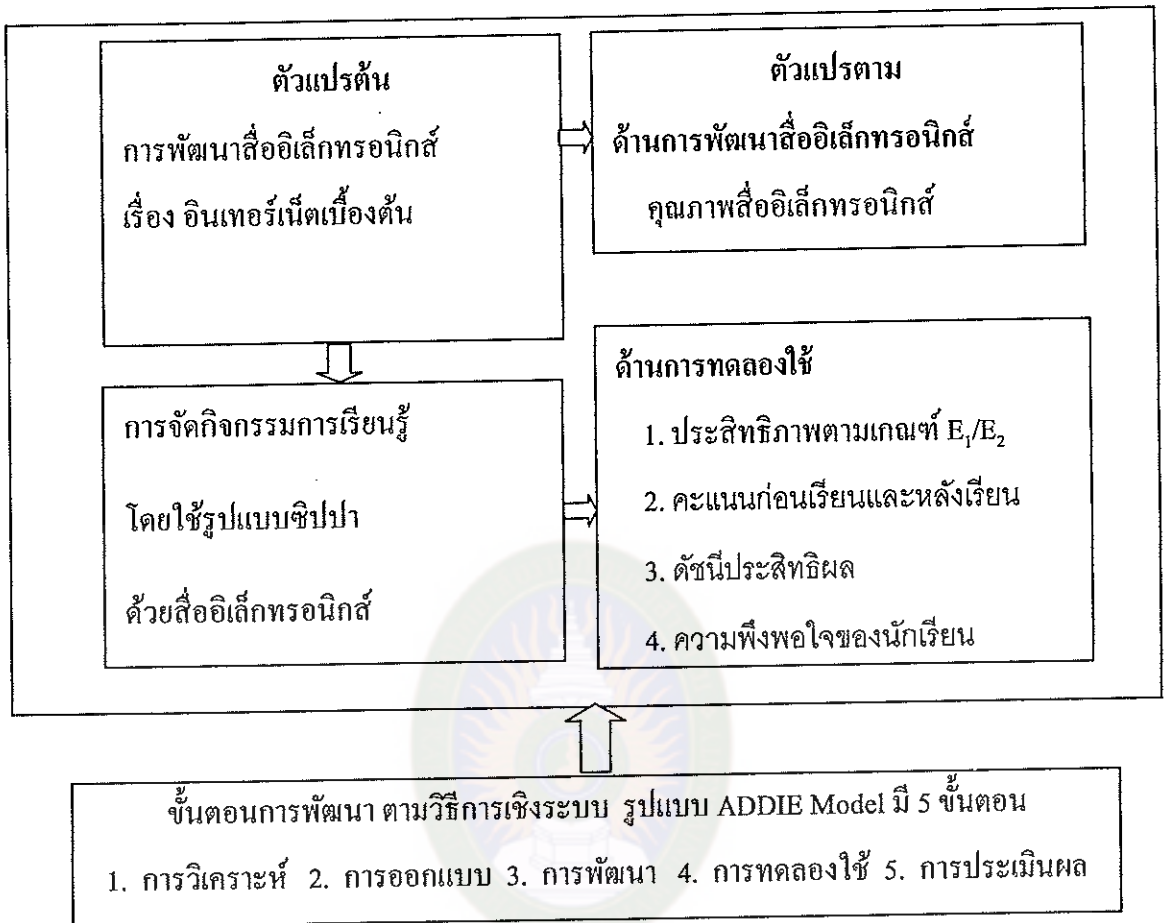 ตัวแปรต้น
การพัฒนาสื่ออิเล็กทรอนิกส์
เรื่อง อินเทอร์เน็ตเบื้องต้น
ตัวแปรตาม
ด้านการพัฒนาสื่ออิเล็กทรอนิกส์
คุณภาพสื่ออิเล็กทรอนิกส์
การจัดกิจกรรมการเรียนรู้
โดยใช้รูปแบบซิปปา
ด้วยสื่ออิเล็กทรอนิกส์
ด้านการทดลองใช้
1. ประสิทธิภาพตามเกณฑ์ E₁/E₂
2. คะแนนก่อนเรียนและหลังเรียน
3. ดัชนีประสิทธิผล
4. ความพึงพอใจของนักเรียน
ขั้นตอนการพัฒนา ตามวิธีการเชิงระบบ รูปแบบ ADDIE Model มี 5 ขั้นตอน
1. การวิเคราะห์ 2. การออกแบบ 3. การพัฒนา 4. การทดลองใช้ 5. การประเมินผล